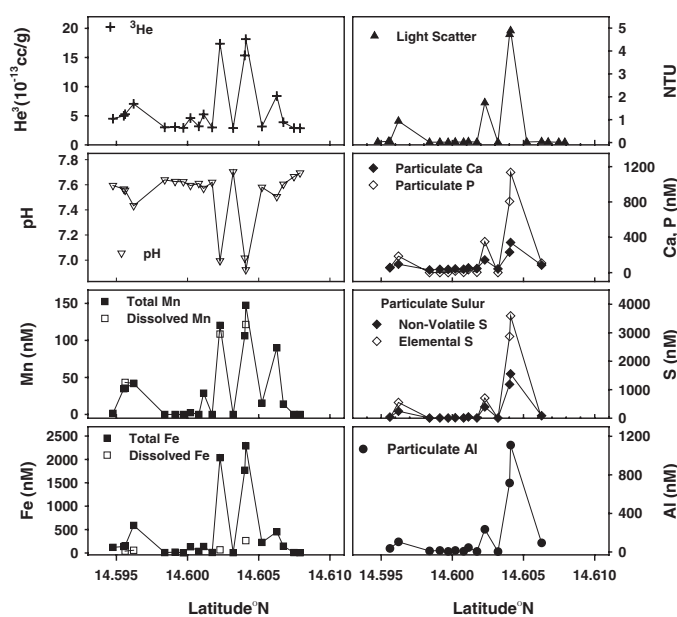 20
15
10
5
0
He³(10⁻¹³cc/g)
³He
Light Scatter
5
4
3
2
1
0
NTU
7.8
7.6
7.4
7.2
7.0
pH
pH
Particulate Ca
Particulate P
1200
800
400
0
Ca, P (nM)
150
100
50
0
Mn (nM)
Total Mn
Dissolved Mn
Particulate Sulur
Non-Volatile S
Elemental S
4000
3000
2000
1000
0
S (nM)
2500
2000
1500
1000
500
0
Fe (nM)
Total Fe
Dissolved Fe
Particulate Al
1200
800
400
0
Al (nM)
14.595 14.600 14.605 14.610
14.595 14.600 14.605 14.610
Latitude°N
Latitude°N